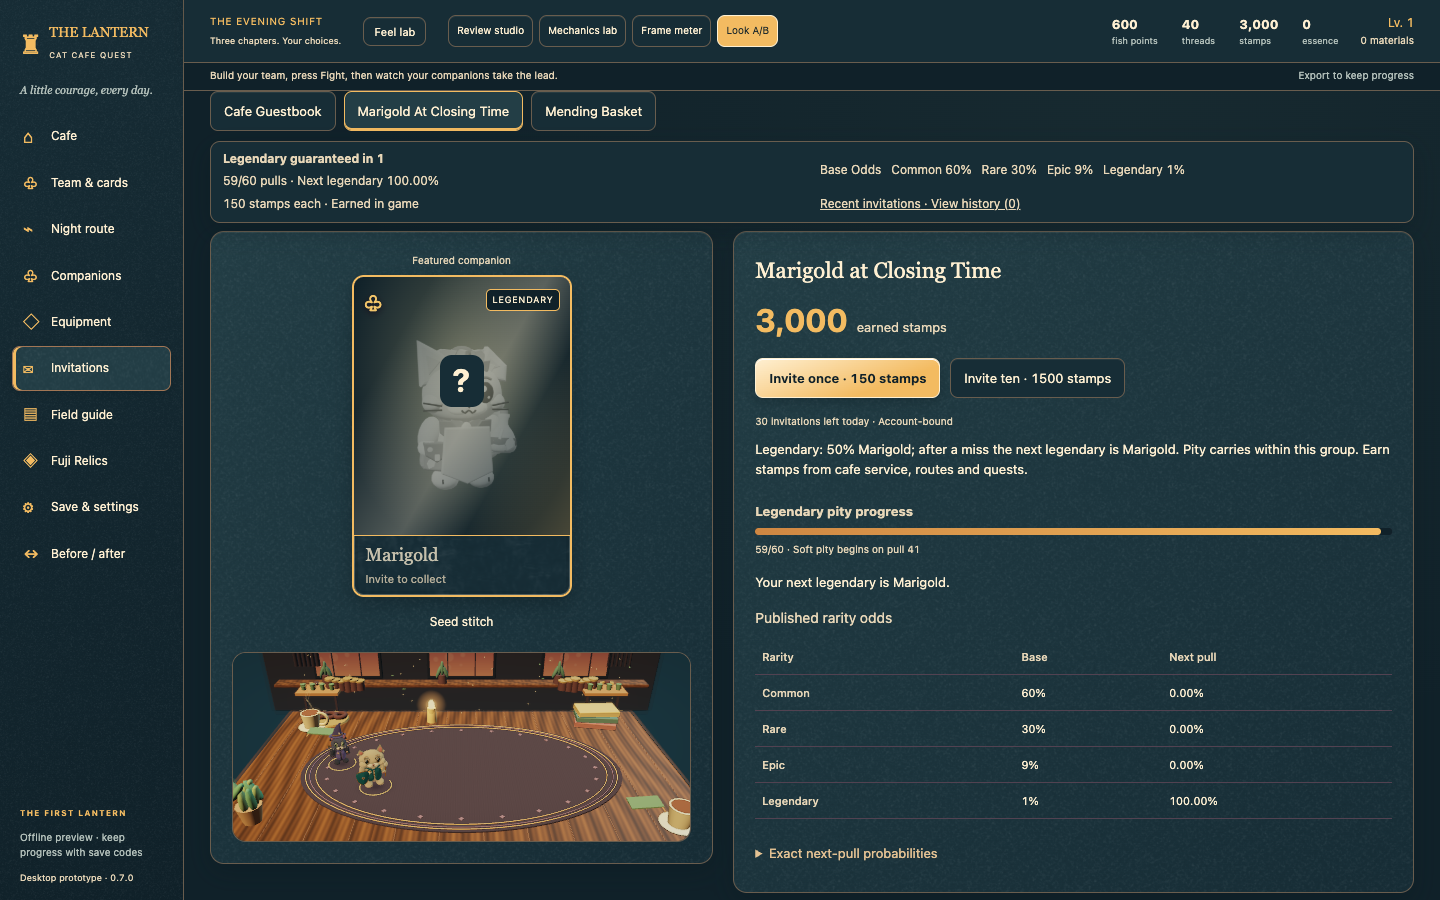 THE LANTERN
CAT CAFE QUEST
A little courage, every day.
Cafe
Team & cards
Night route
Companions
Equipment
Invitations
Field guide
Fuji Relics
Save & settings
Before / after
THE FIRST LANTERN
Offline preview · keep
progress with save codes
Desktop prototype · 0.7.0
THE EVENING SHIFT
Three chapters. Your choices.
Feel lab
Review studio
Mechanics lab
Frame meter
Look A/B
600
fish points
40
threads
3,000
stamps
0
essence
Lv. 1
0 materials
Build your team, press Fight, then watch your companions take the lead.
Export to keep progress
Cafe Guestbook
Marigold At Closing Time
Mending Basket
Legendary guaranteed in 1
59/60 pulls · Next legendary 100.00%
150 stamps each · Earned in game
Base Odds Common 60% Rare 30% Epic 9% Legendary 1%
Recent invitations · View history (0)
Featured companion
LEGENDARY
?
Marigold
Invite to collect
Seed stitch
Marigold at Closing Time
3,000 earned stamps
Invite once · 150 stamps
Invite ten · 1500 stamps
30 invitations left today · Account-bound
Legendary: 50% Marigold; after a miss the next legendary is Marigold. Pity carries within this group. Earn
stamps from cafe service, routes and quests.
Legendary pity progress
59/60 · Soft pity begins on pull 41
Your next legendary is Marigold.
Published rarity odds
Rarity Base Next pull
Common 60% 0.00%
Rare 30% 0.00%
Epic 9% 0.00%
Legendary 1% 100.00%
Exact next-pull probabilities